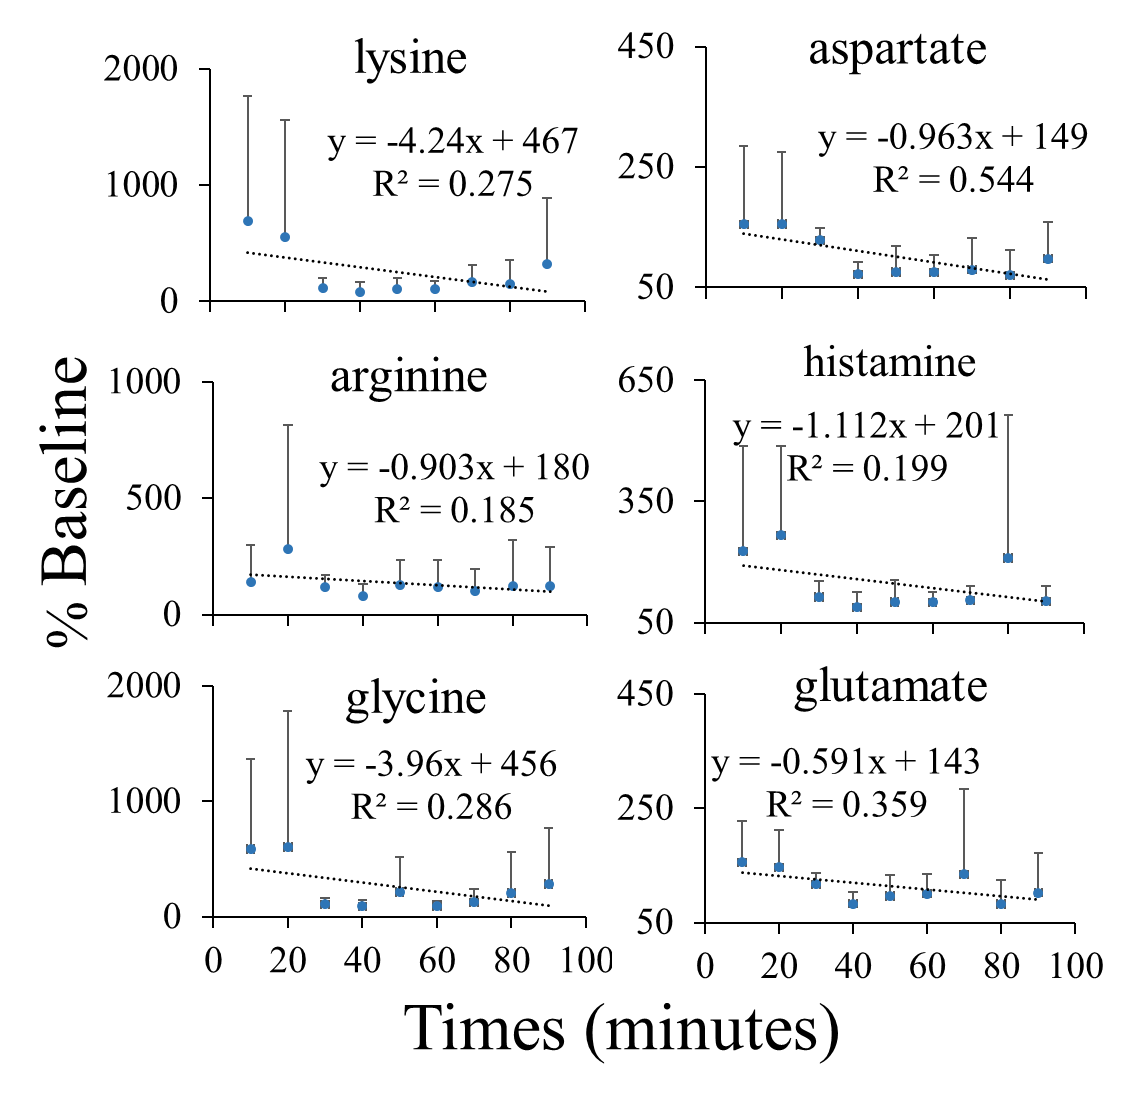 lysine
2000
1000
0
y = -4.24x + 467
R² = 0.275
aspartate
450
250
50
y = -0.963x + 149
R² = 0.544
arginine
1000
500
0
y = -0.903x + 180
R² = 0.185
histamine
650
350
50
y = -1.112x + 201
R² = 0.199
glycine
2000
1000
0
y = -3.96x + 456
R² = 0.286
0 20 40 60 80 100
glutamate
450
250
50
y = -0.591x + 143
R² = 0.359
0 20 40 60 80 100
% Baseline
Times (minutes)